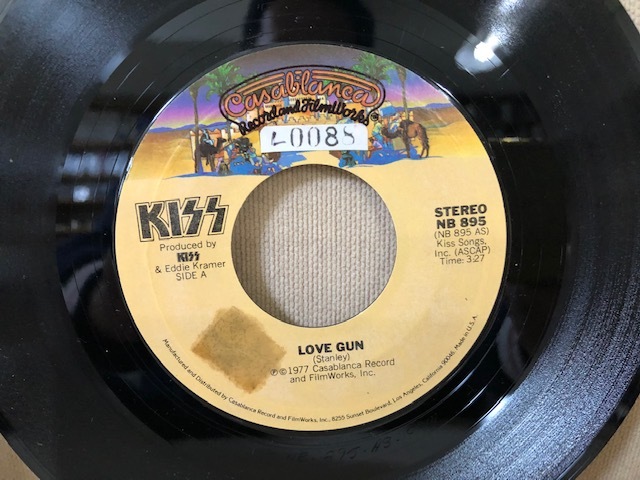 Casablanca
Record and FilmWorks
L0088
KISS
Produced by
KISS
& Eddie Kramer
SIDE A
STEREO
NB 895
(NB 895 AS)
Kiss Songs,
Inc. (ASCAP)
Time: 3:27
LOVE GUN
(Stanley)
Ⓟ©1977 Casablanca Record
and FilmWorks, Inc.
Manufactured and Distributed by Casablanca Record and FilmWorks, Inc., 8255 Sunset Boulevard, Los Angeles, California 90046. Made in U.S.A.